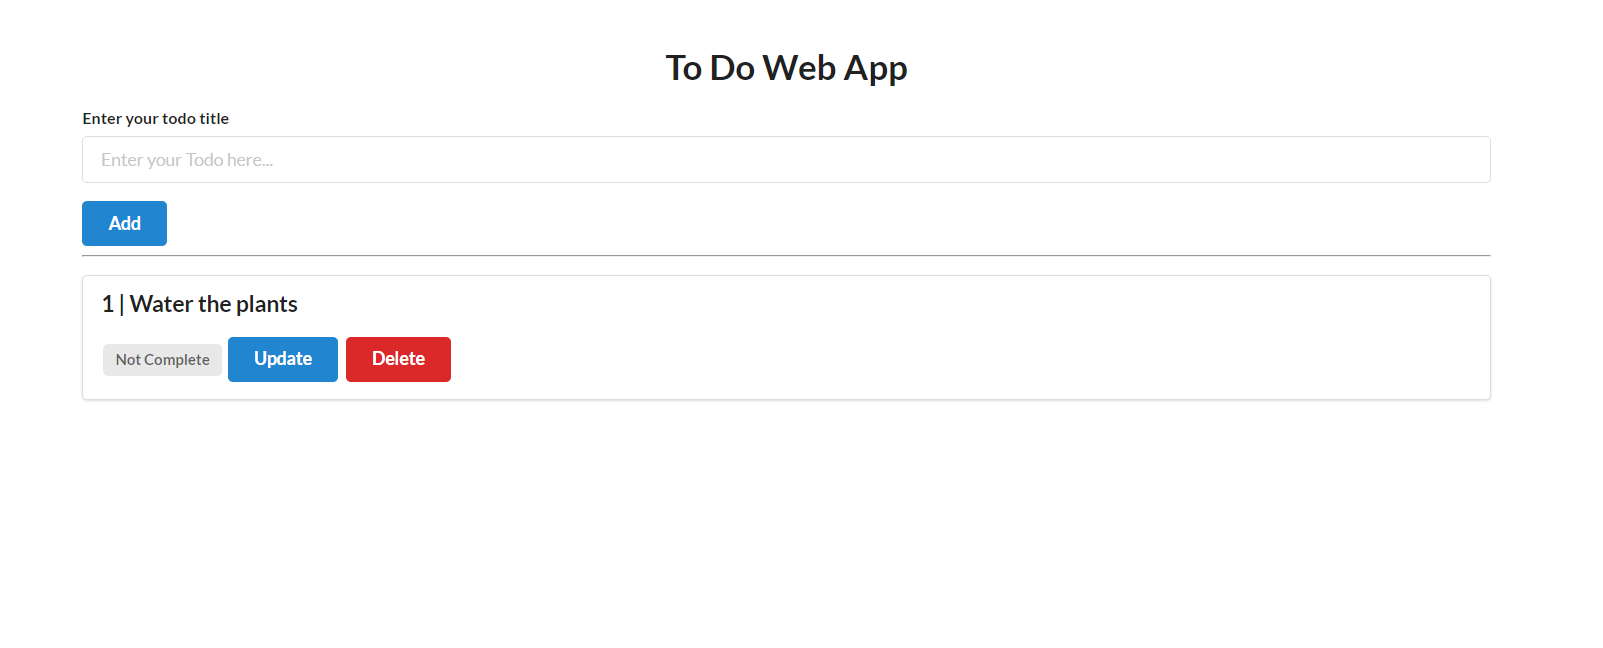 To Do Web App
Enter your todo title
Enter your Todo here...
Add
1 | Water the plants
Not Complete Update Delete